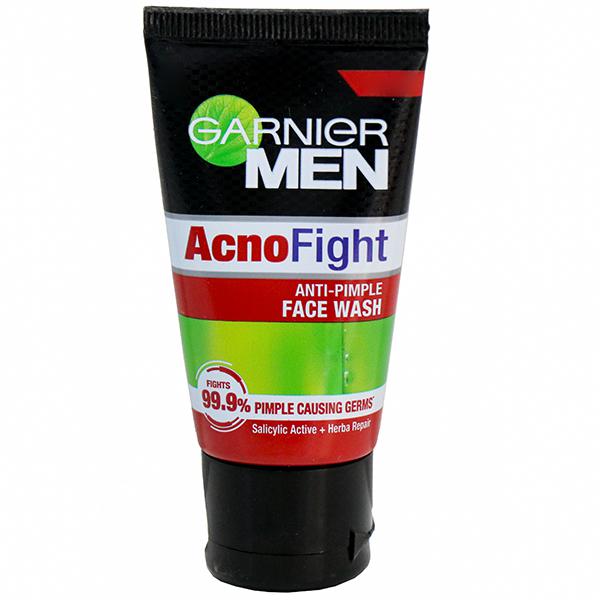 GARNIER
MEN
AcnoFight
ANTI-PIMPLE
FACE WASH
FIGHTS
99.9% PIMPLE CAUSING GERMS*
Salicylic Active + Herba Repair